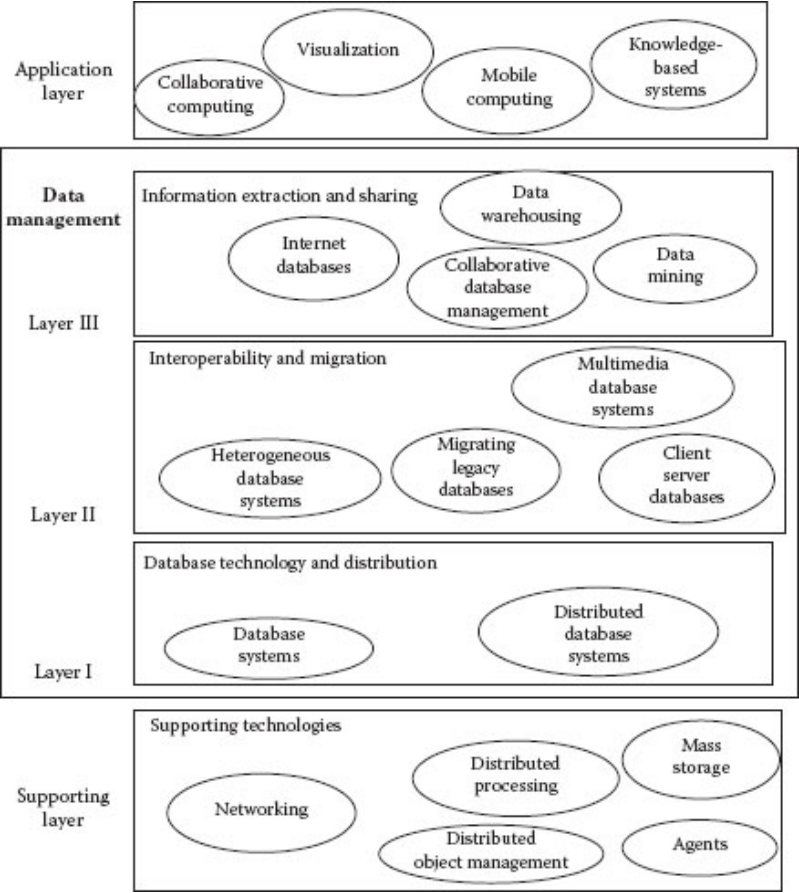 Application
layer
Collaborative
computing
Visualization
Mobile
computing
Knowledge-
based
systems
Data
management
Information extraction and sharing
Internet
databases
Data
warehousing
Collaborative
database
management
Data
mining
Layer III
Interoperability and migration
Heterogeneous
database
systems
Migrating
legacy
databases
Multimedia
database
systems
Client
server
databases
Layer II
Database technology and distribution
Database
systems
Distributed
database
systems
Layer I
Supporting
layer
Supporting technologies
Networking
Distributed
processing
Distributed
object management
Mass
storage
Agents